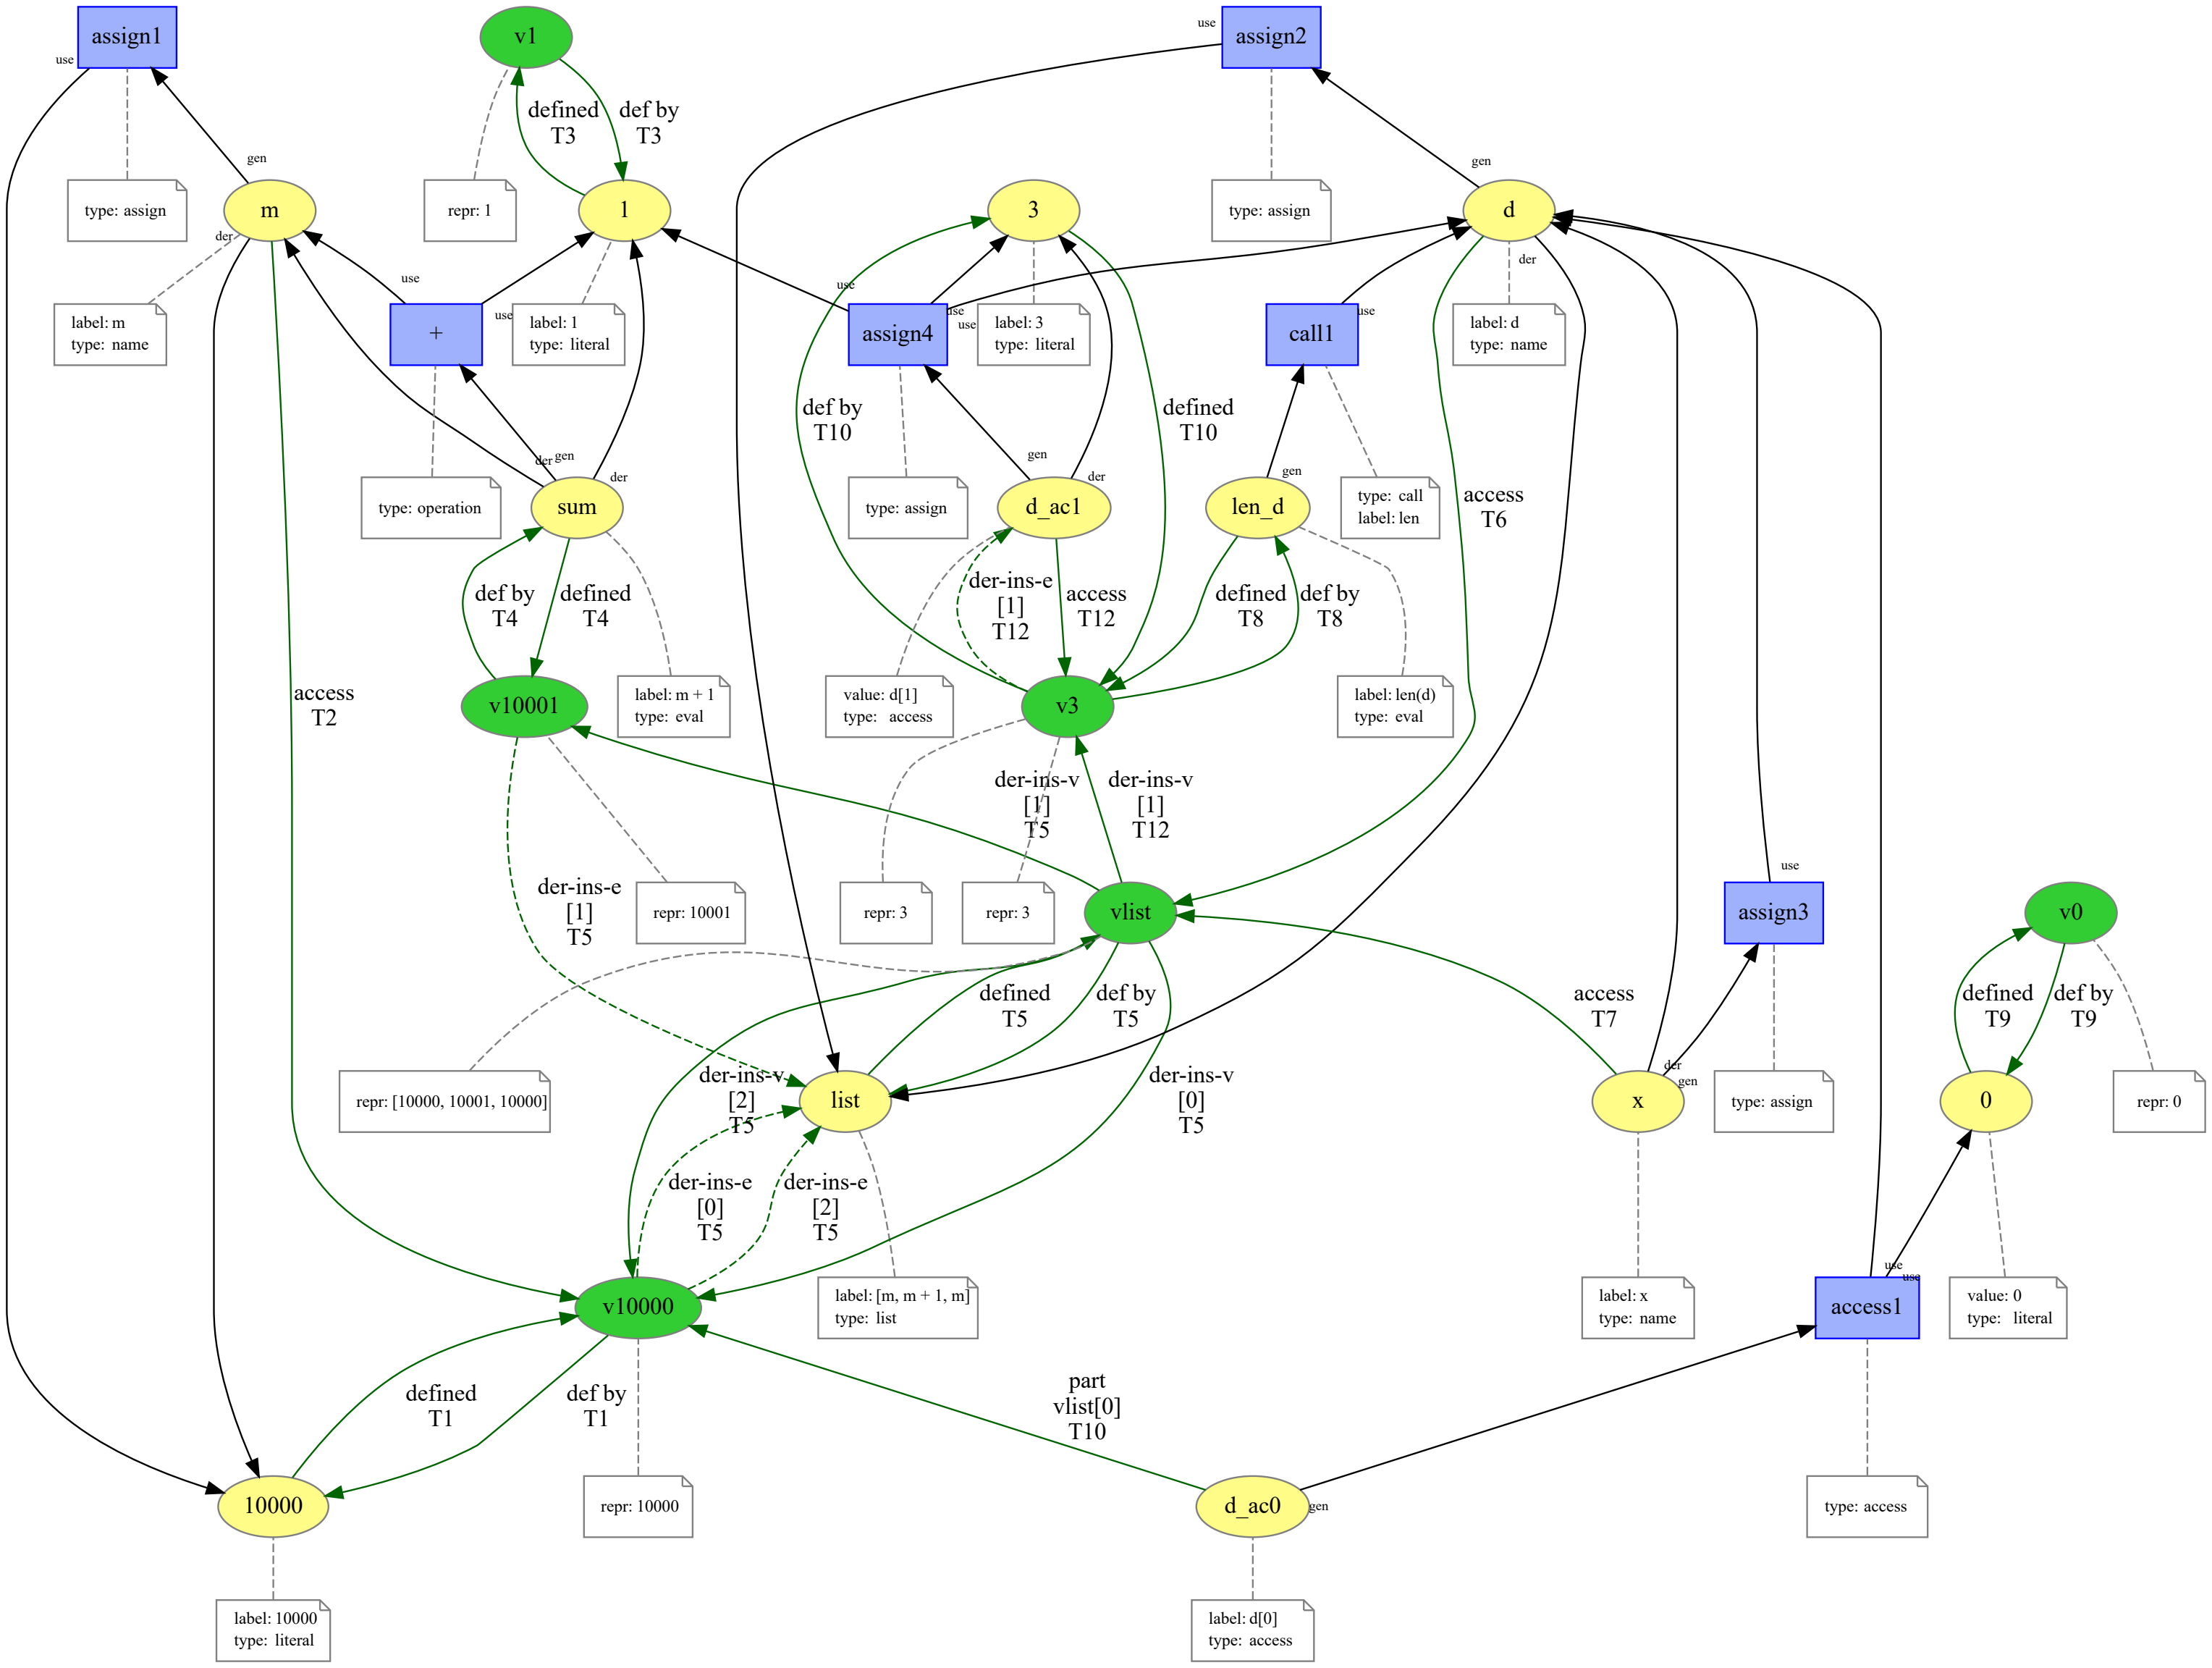 assign1
v1
use
assign2
use
defined
T3
def by
T3
gen
gen
type: assign
m
repr: 1
1
3
type: assign
d
der
der
use
use
label: m
type: name
+
use
label: 1
type: literal
assign4
use
use
label: 3
type: literal
call1
use
label: d
type: name
def by
T10
defined
T10
der
gen
der
gen
der
gen
type: operation
sum
type: assign
d_ac1
len_d
type: call
label: len
access
T6
def by
T4
defined
T4
der-ins-e
[1]
T12
access
T12
defined
T8
def by
T8
access
T2
v10001
label: m + 1
type: eval
value: d[1]
type: access
v3
label: len(d)
type: eval
der-ins-v
[1]
T5
der-ins-v
[1]
T12
use
der-ins-e
[1]
T5
repr: 10001
repr: 3
repr: 3
vlist
assign3
v0
defined
T5
def by
T5
access
T7
defined
T9
def by
T9
der
gen
repr: [10000, 10001, 10000]
der-ins-v
[2]
T5
list
der-ins-v
[0]
T5
x
type: assign
0
repr: 0
der-ins-e
[0]
T5
der-ins-e
[2]
T5
use
use
v10000
label: [m, m + 1, m]
type: list
label: x
type: name
access1
value: 0
type: literal
defined
T1
def by
T1
part
vlist[0]
T10
10000
repr: 10000
d_ac0
gen
type: access
label: 10000
type: literal
label: d[0]
type: access